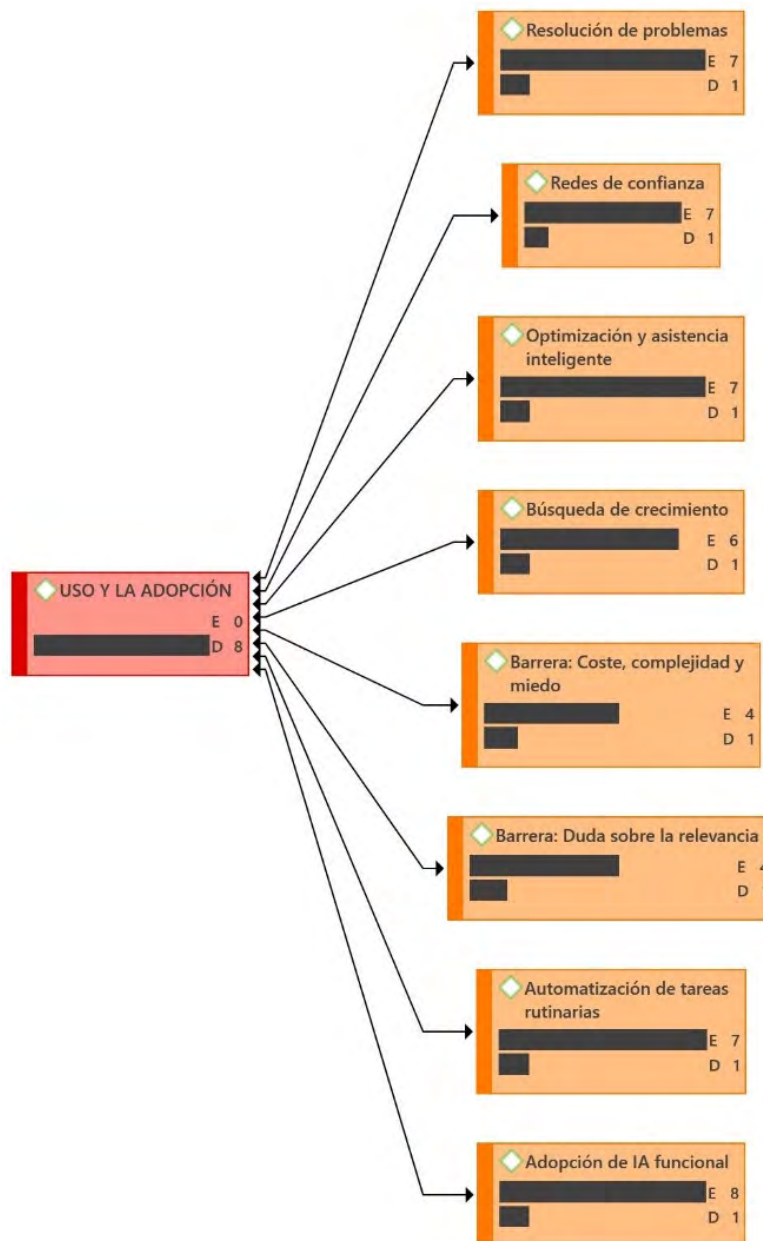 Resolución de problemas
E 7
D 1
Redes de confianza
E 7
D 1
Optimización y asistencia
inteligente
E 7
D 1
Búsqueda de crecimiento
E 6
D 1
USO Y LA ADOPCIÓN
E 0
D 8
Barrera: Coste, complejidad y
miedo
E 4
D 1
Barrera: Duda sobre la relevancia
E 4
D
Automatización de tareas
rutinarias
E 7
D 1
Adopción de IA funcional
E 8
D 1